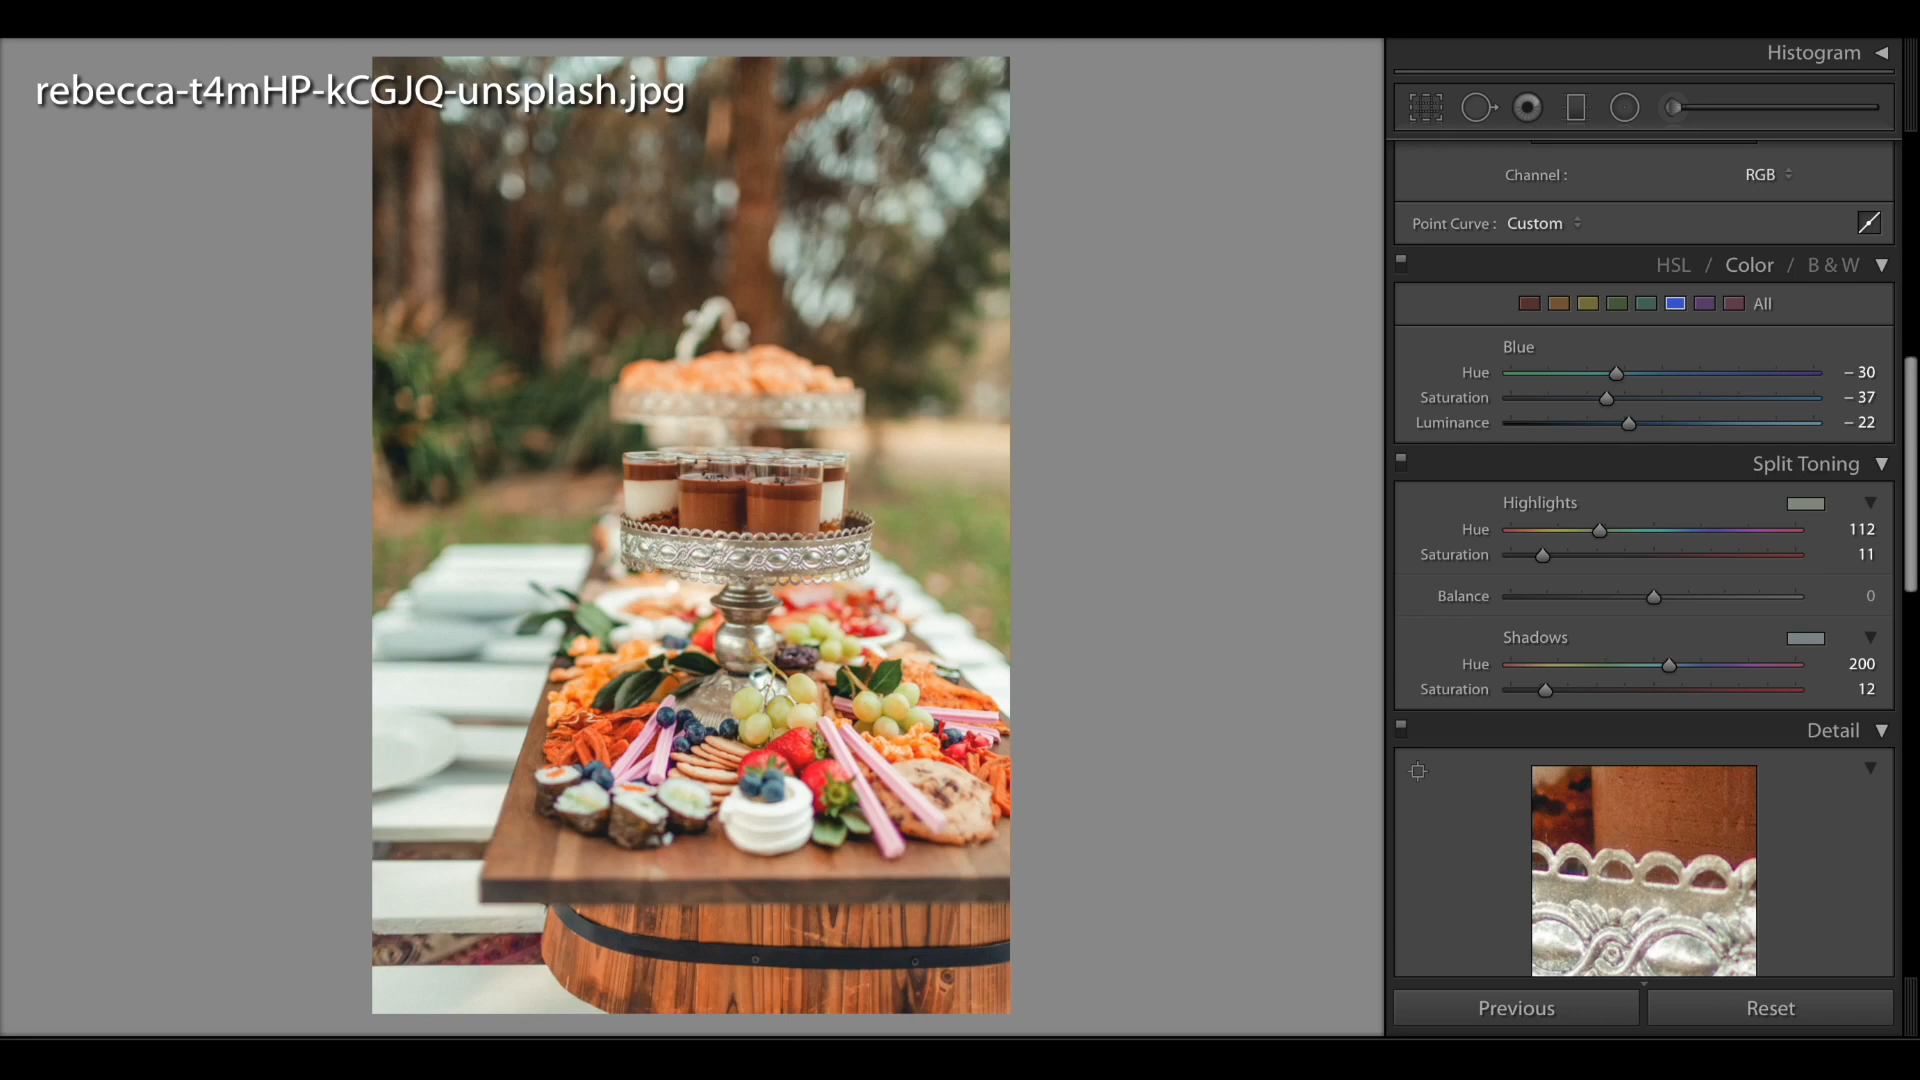 rebecca-t4mHP-kCGJQ-unsplash.jpg
Histogram
Channel : RGB
Point Curve : Custom
HSL / Color / B & W
All
Blue
Hue – 30
Saturation – 37
Luminance – 22
Split Toning
Highlights
Hue 112
Saturation 11
Balance 0
Shadows
Hue 200
Saturation 12
Detail
Previous Reset